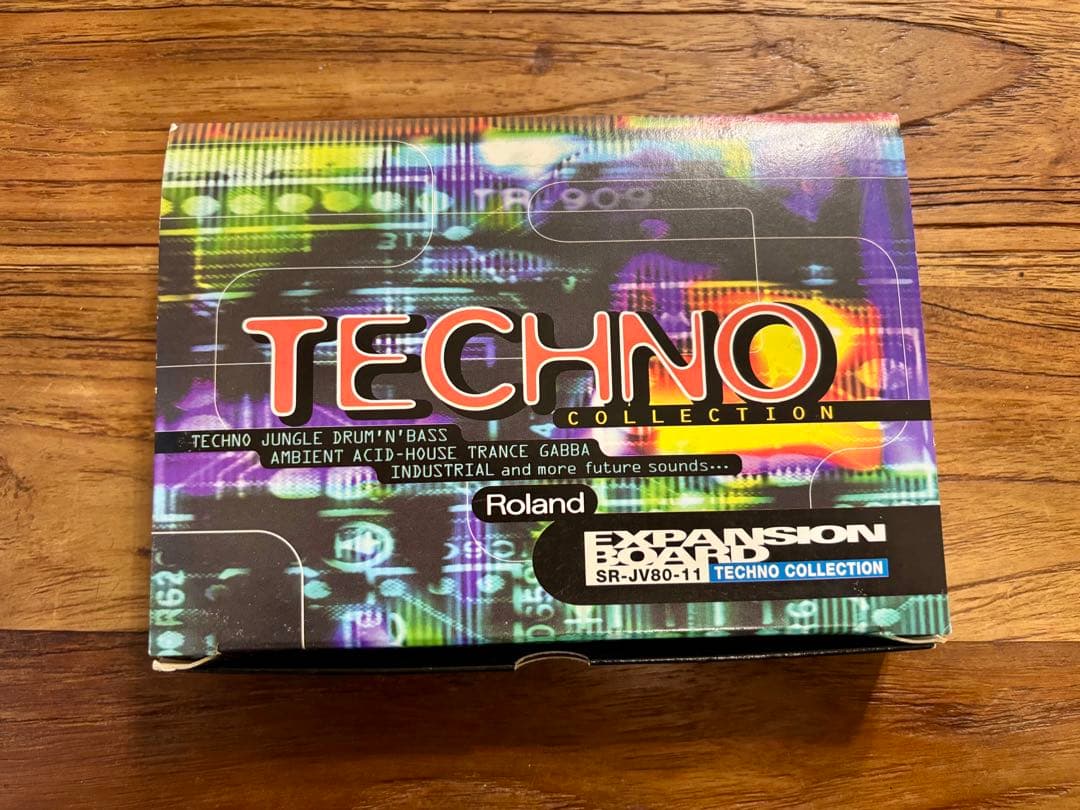 TR-909
TECHNO
COLLECTION
TECHNO JUNGLE DRUM'N'BASS
AMBIENT ACID-HOUSE TRANCE GABBA
INDUSTRIAL and more future sounds...
Roland
EXPANSION
BOARD
SR-JV80-11 TECHNO COLLECTION
R62